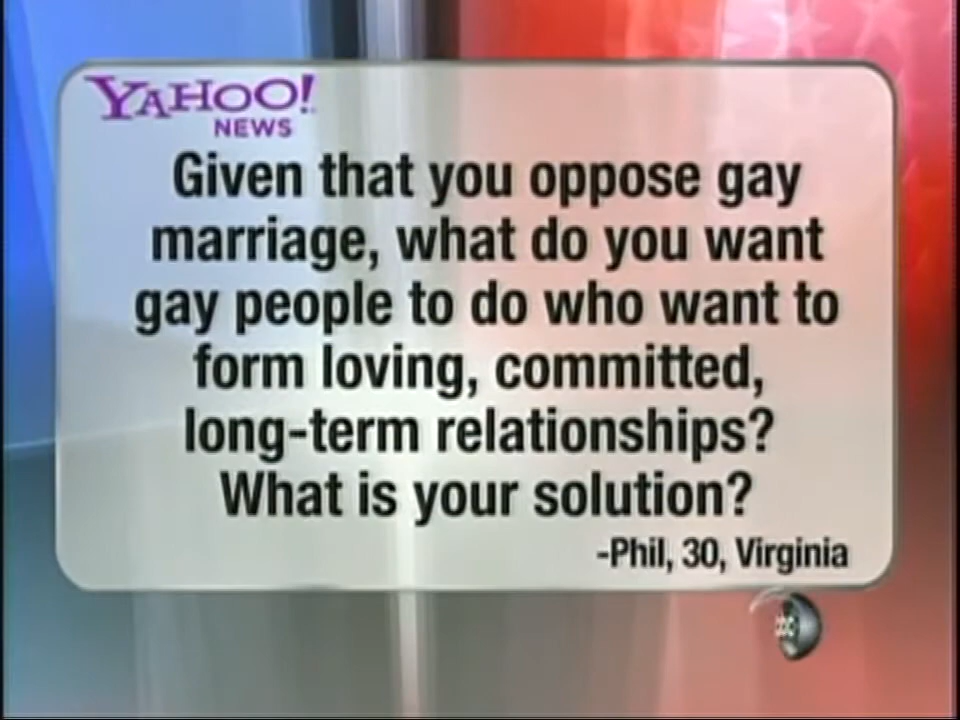 YAHOO!
NEWS
Given that you oppose gay
marriage, what do you want
gay people to do who want to
form loving, committed,
long-term relationships?
What is your solution?
-Phil, 30, Virginia
abc